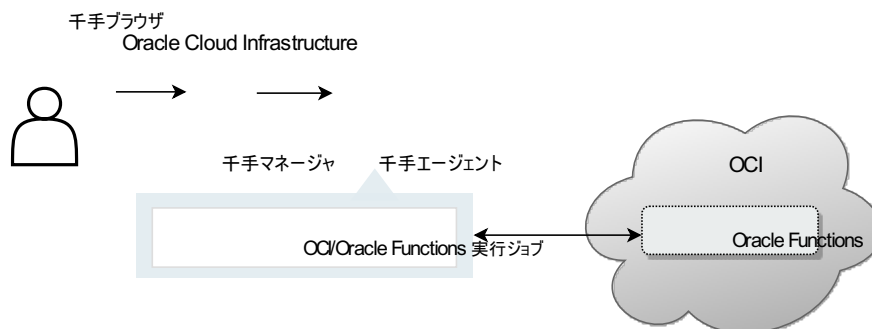 千手ブラウザ
Oracle Cloud Infrastructure
千手マネージャ
千手エージェント
OCI
OCI/Oracle Functions 実行ジョブ
Oracle Functions